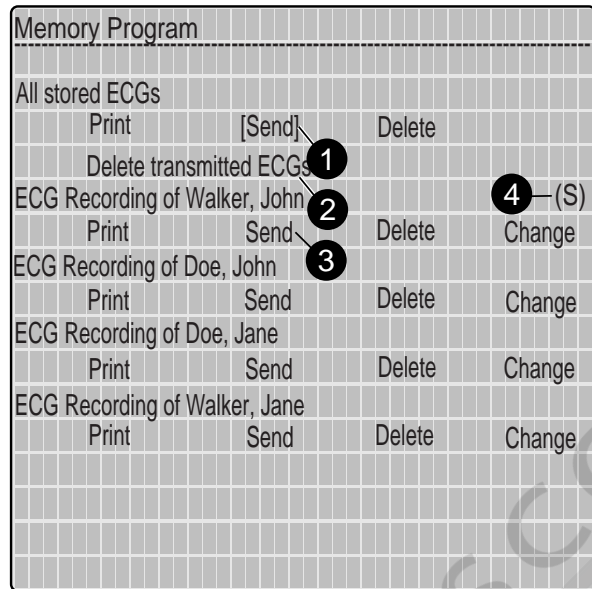 Memory Program
All stored ECGs
Print [Send] Delete
1
Delete transmitted ECGs
2
ECG Recording of Walker, John 4 (S)
Print Send Delete Change
3
ECG Recording of Doe, John
Print Send Delete Change
ECG Recording of Doe, Jane
Print Send Delete Change
ECG Recording of Walker, Jane
Print Send Delete Change